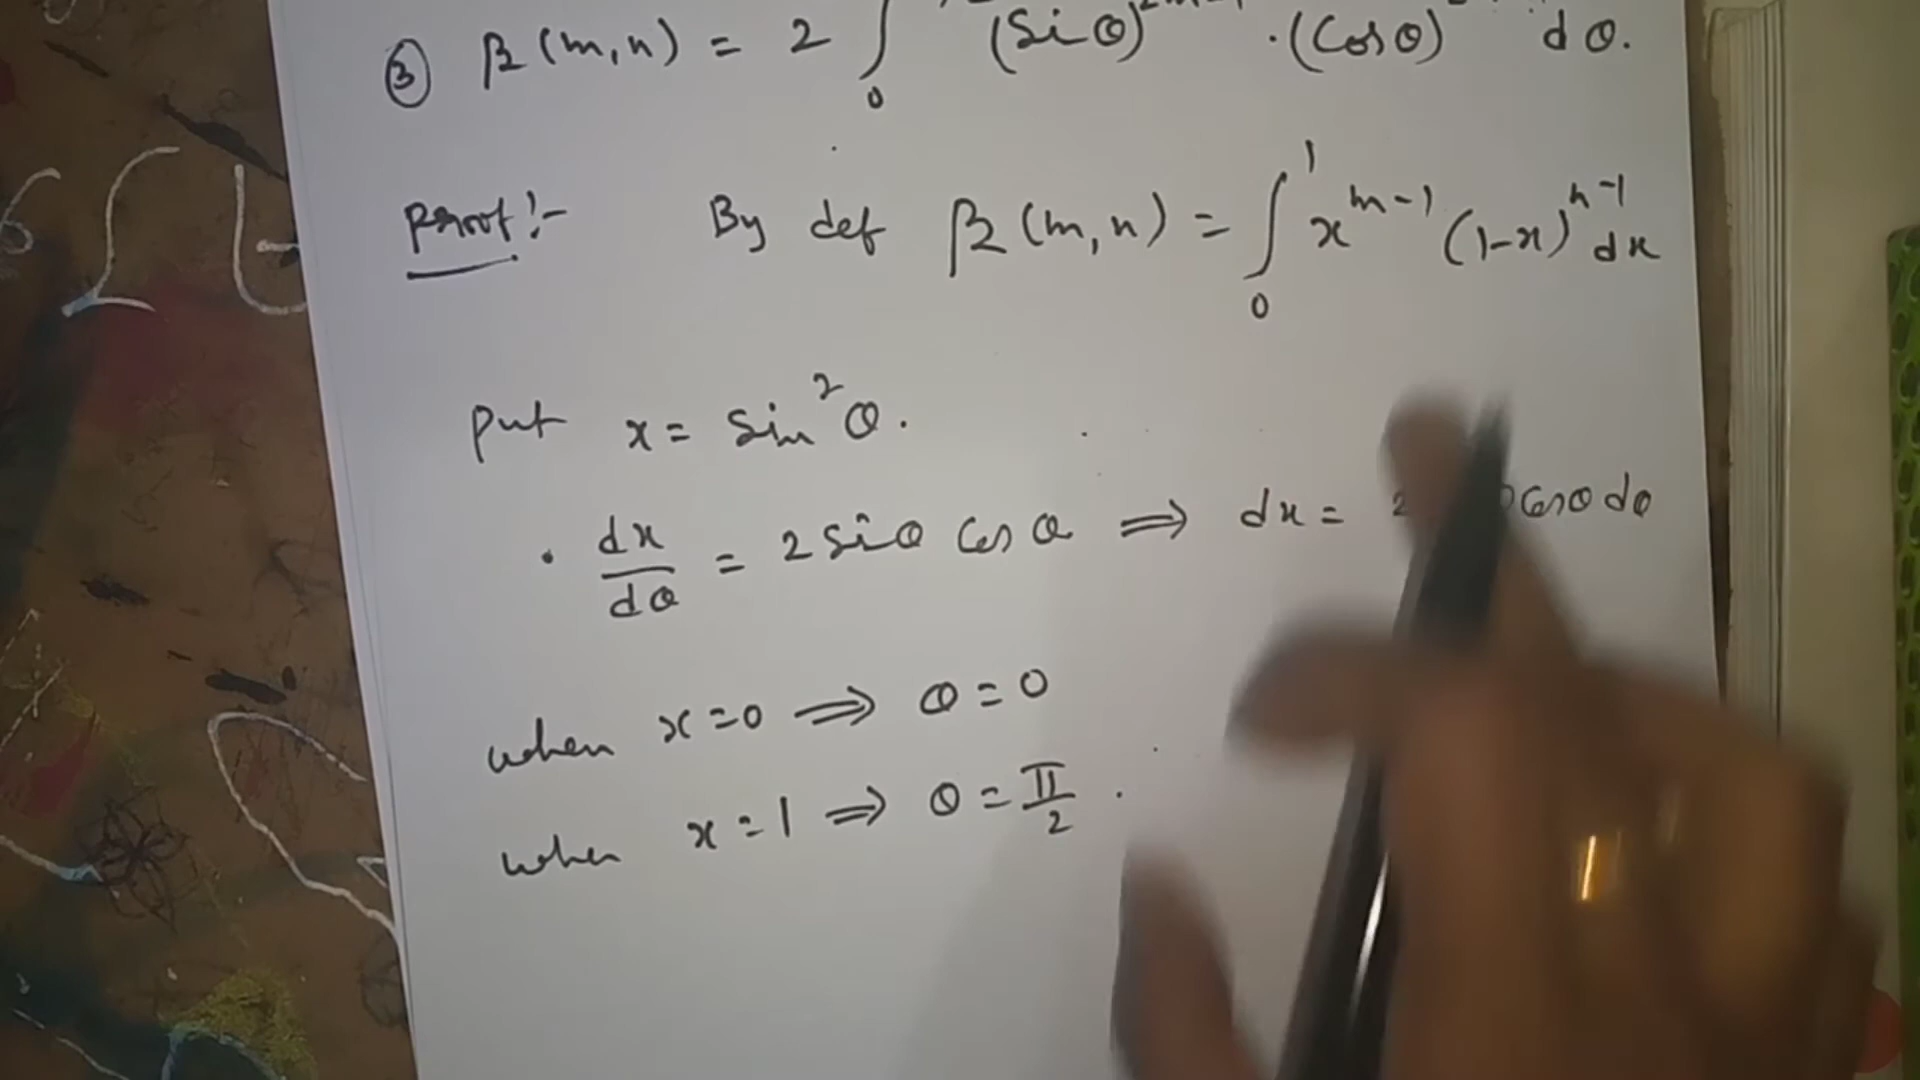 ③ β(m,n) = 2 ∫₀ (Sinθ) · (Cosθ) dθ.
Proof:- By def β(m,n) = ∫₀¹ x^(m-1) (1-x)^(n-1) dx
put x = Sin²θ.
· dx/dθ = 2 Sinθ Cosθ ⟹ dx = 2 Cosθ dθ
when x=0 ⟹ θ=0
when x=1 ⟹ θ=π/2.